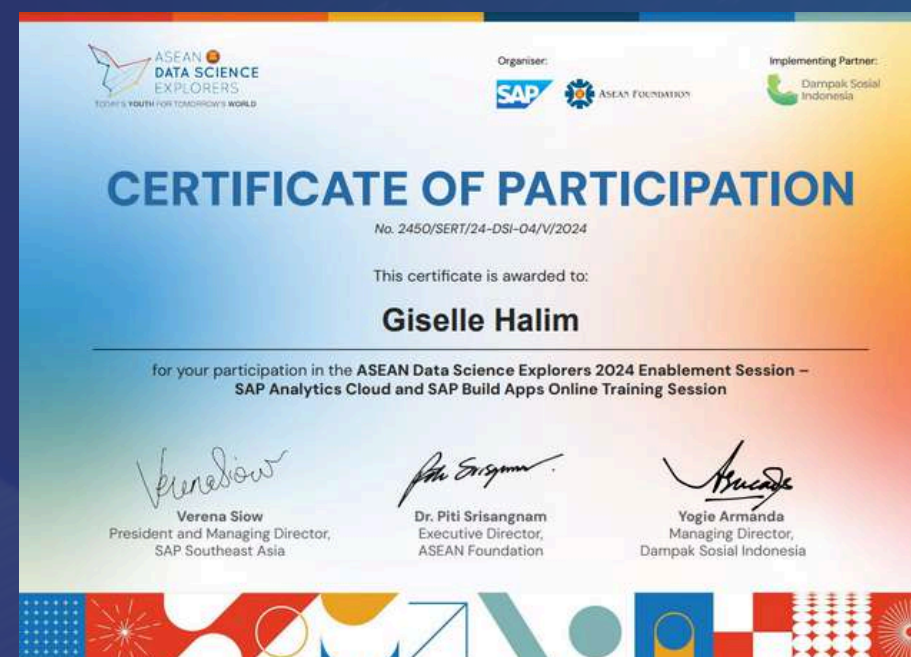 ASEAN
DATA SCIENCE
EXPLORERS
TODAY'S YOUTH FOR TOMORROW'S WORLD
Organiser:
SAP
ASEAN FOUNDATION
Implementing Partner:
Dampak Sosial
Indonesia
CERTIFICATE OF PARTICIPATION
No. 2450/SERT/24-DSI-04/V/2024
This certificate is awarded to:
Giselle Halim
for your participation in the ASEAN Data Science Explorers 2024 Enablement Session –
SAP Analytics Cloud and SAP Build Apps Online Training Session
Verena Siow
President and Managing Director,
SAP Southeast Asia
Dr. Piti Srisangnam
Executive Director,
ASEAN Foundation
Yogie Armanda
Managing Director,
Dampak Sosial Indonesia